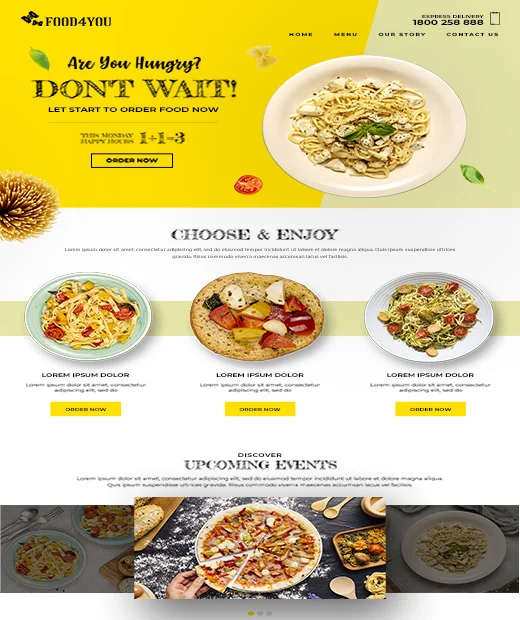 FOOD4YOU
EXPRESS DELIVERY
1800 258 888
HOME MENU OUR STORY CONTACT US
Are You Hungry?
DON'T WAIT!
LET START TO ORDER FOOD NOW
THIS MONDAY
HAPPY HOURS
1+1=3
ORDER NOW
CHOOSE & ENJOY
Lorem ipsum dolor sit amet, consectetur adipiscing elit, sed do eiusmod tempor incididunt ut labore et dolore magna aliqua. Quis ipsum suspendisse ultrices
gravida. Risus commodo viverra maecenas accumsan lacus vel facilisis.
LOREM IPSUM DOLOR
Lorem ipsum dolor sit amet, consectetur
adipiscing elit, sed do
ORDER NOW
LOREM IPSUM DOLOR
Lorem ipsum dolor sit amet, consectetur
adipiscing elit, sed do
ORDER NOW
LOREM IPSUM DOLOR
Lorem ipsum dolor sit amet, consectetur
adipiscing elit, sed do
ORDER NOW
DISCOVER
UPCOMING EVENTS
Lorem ipsum dolor sit amet, consectetur adipiscing elit, sed do eiusmod tempor incididunt ut labore et dolore magna aliqua.
Quis ipsum suspendisse ultrices gravida. Risus commodo viverra maecenas accumsan lacus vel facilisis.